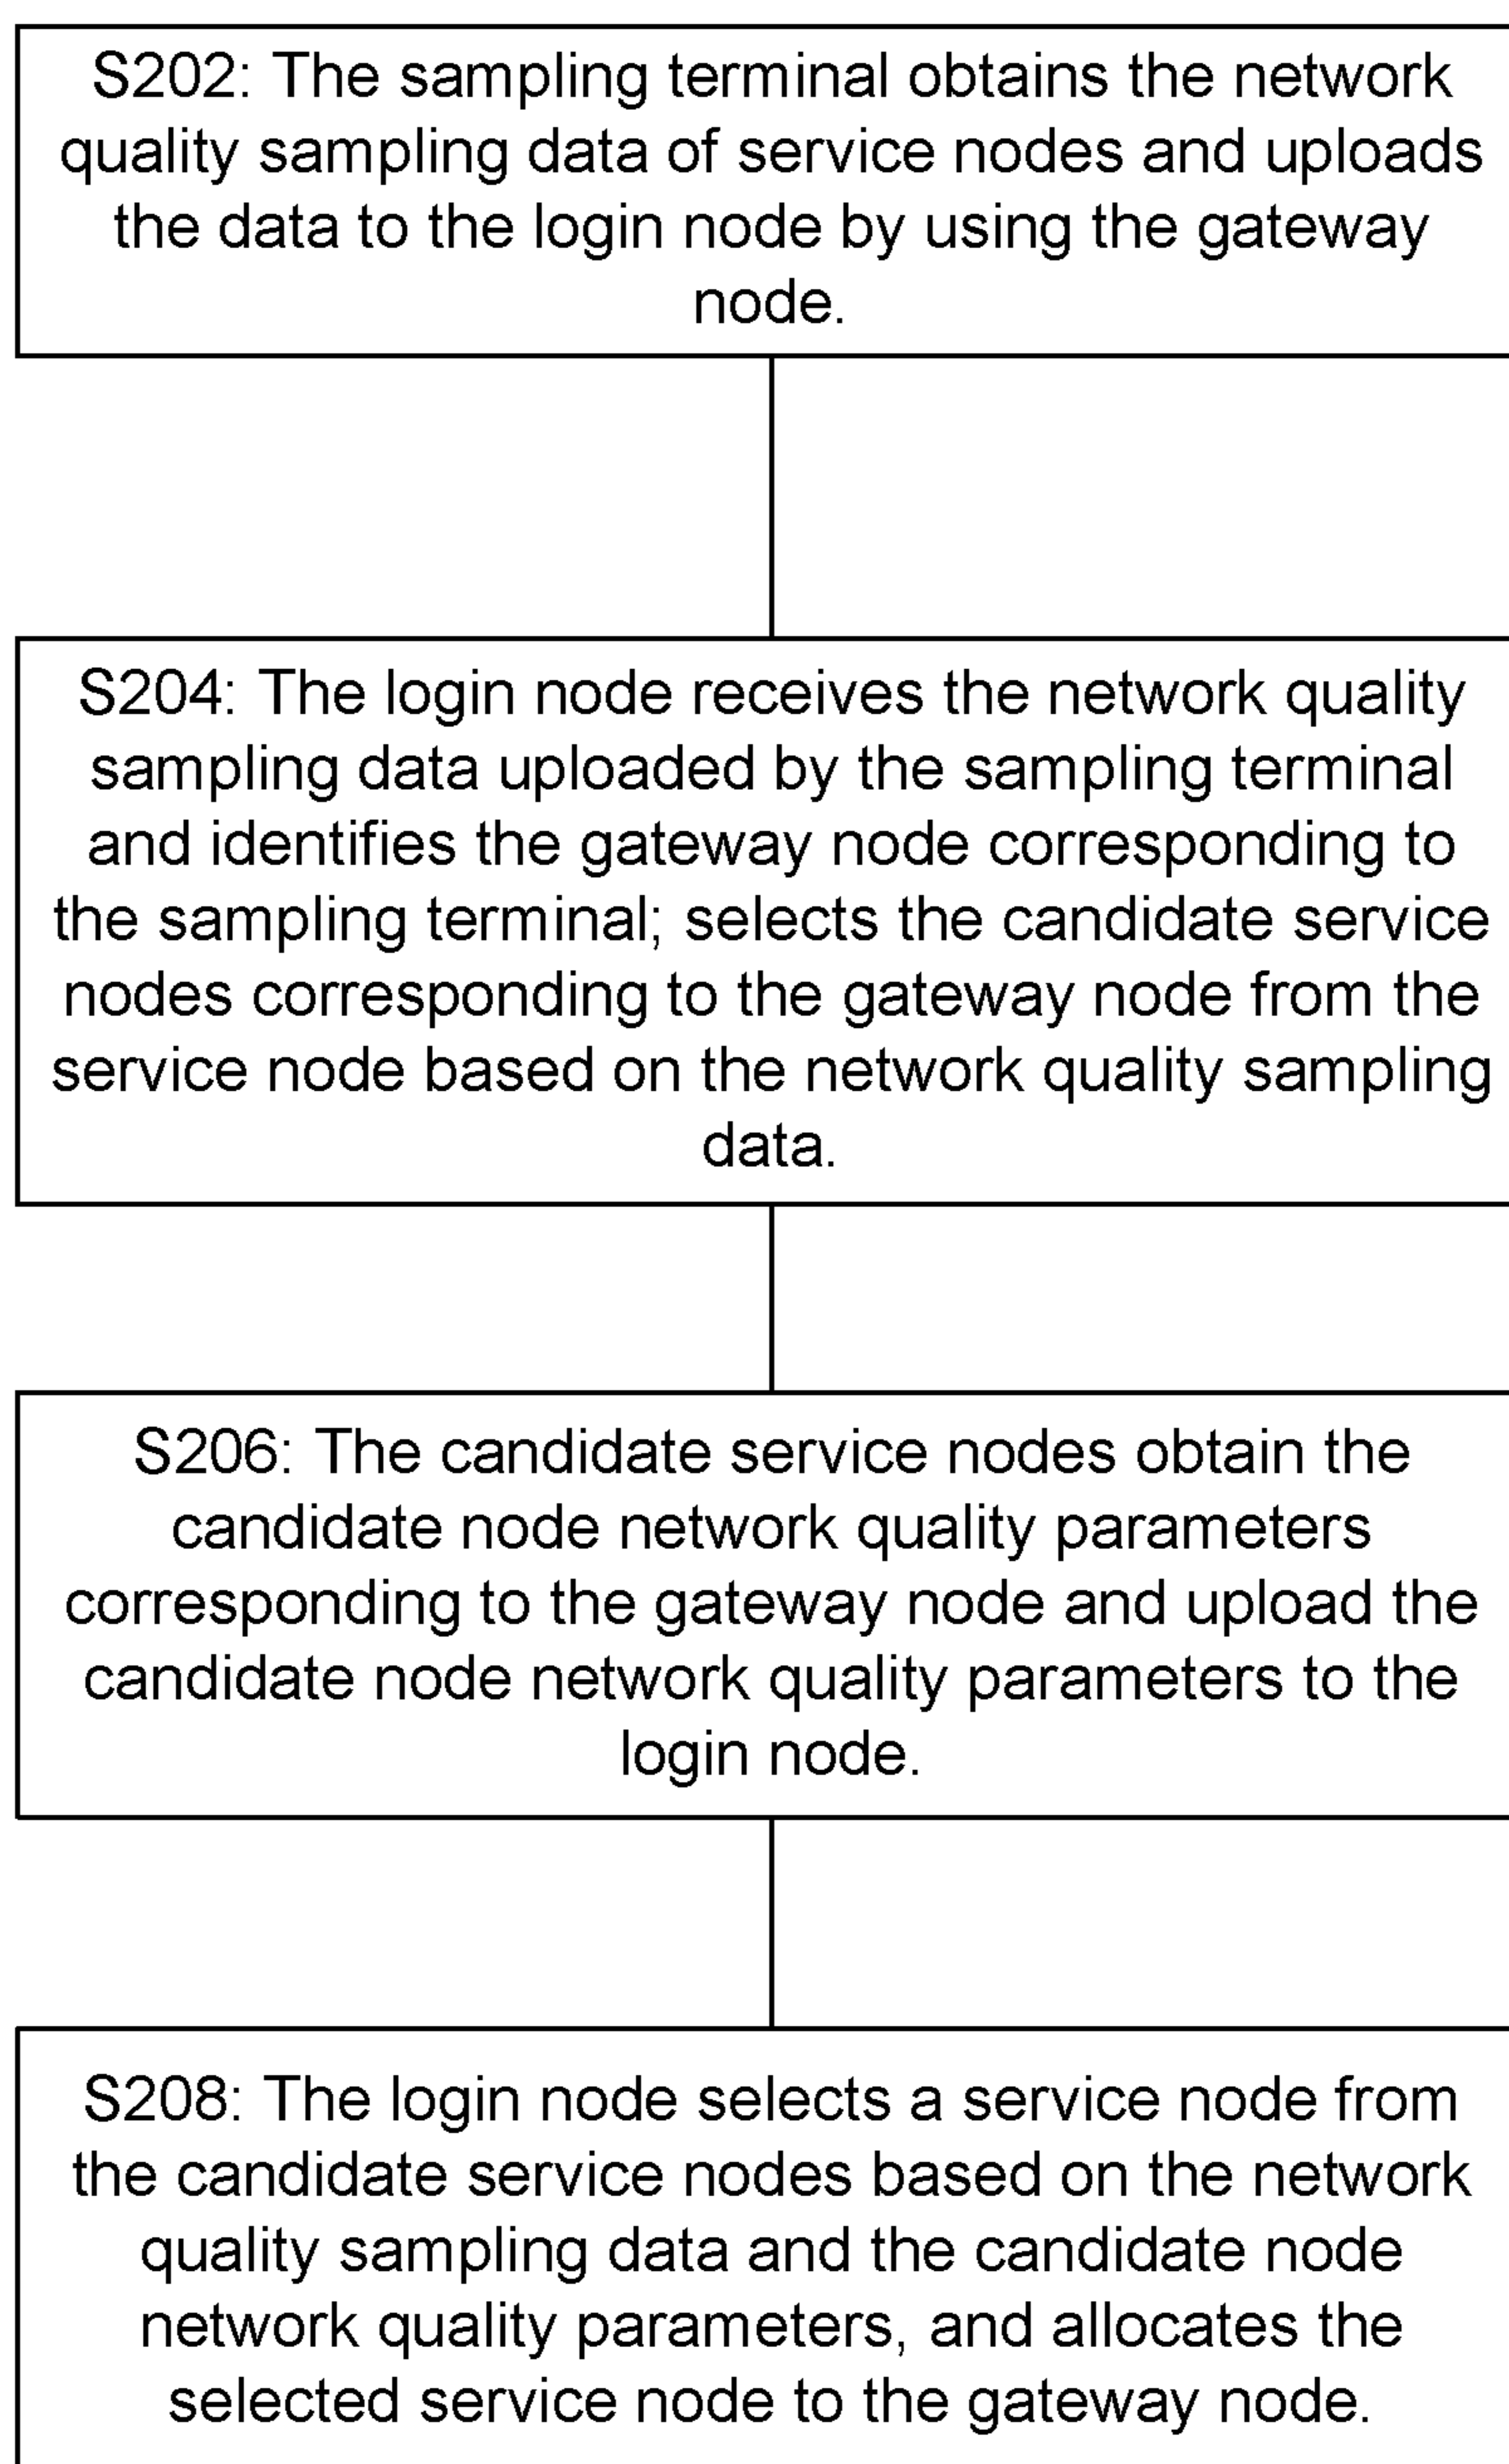 S202: The sampling terminal obtains the network
quality sampling data of service nodes and uploads
the data to the login node by using the gateway
node.
S204: The login node receives the network quality
sampling data uploaded by the sampling terminal
and identifies the gateway node corresponding to
the sampling terminal; selects the candidate service
nodes corresponding to the gateway node from the
service node based on the network quality sampling
data.
S206: The candidate service nodes obtain the
candidate node network quality parameters
corresponding to the gateway node and upload the
candidate node network quality parameters to the
login node.
S208: The login node selects a service node from
the candidate service nodes based on the network
quality sampling data and the candidate node
network quality parameters, and allocates the
selected service node to the gateway node.